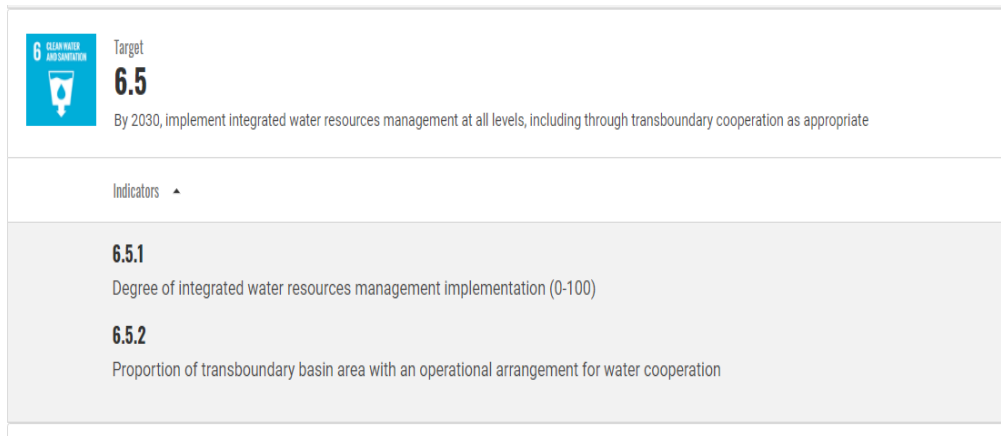 6 CLEAN WATER
AND SANITATION
Target
6.5
By 2030, implement integrated water resources management at all levels, including through transboundary cooperation as appropriate
Indicators
6.5.1
Degree of integrated water resources management implementation (0-100)
6.5.2
Proportion of transboundary basin area with an operational arrangement for water cooperation